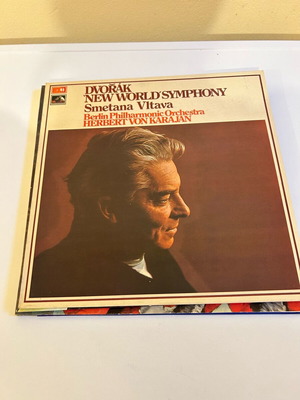 DVOŘÁK
'NEW WORLD'SYMPHONY
Smetana Vltava
Berlin Philharmonic Orchestra
HERBERT VON KARAJAN